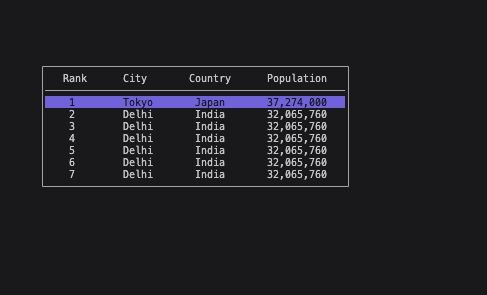 Rank City Country Population
1 Tokyo Japan 37,274,000
2 Delhi India 32,065,760
3 Delhi India 32,065,760
4 Delhi India 32,065,760
5 Delhi India 32,065,760
6 Delhi India 32,065,760
7 Delhi India 32,065,760